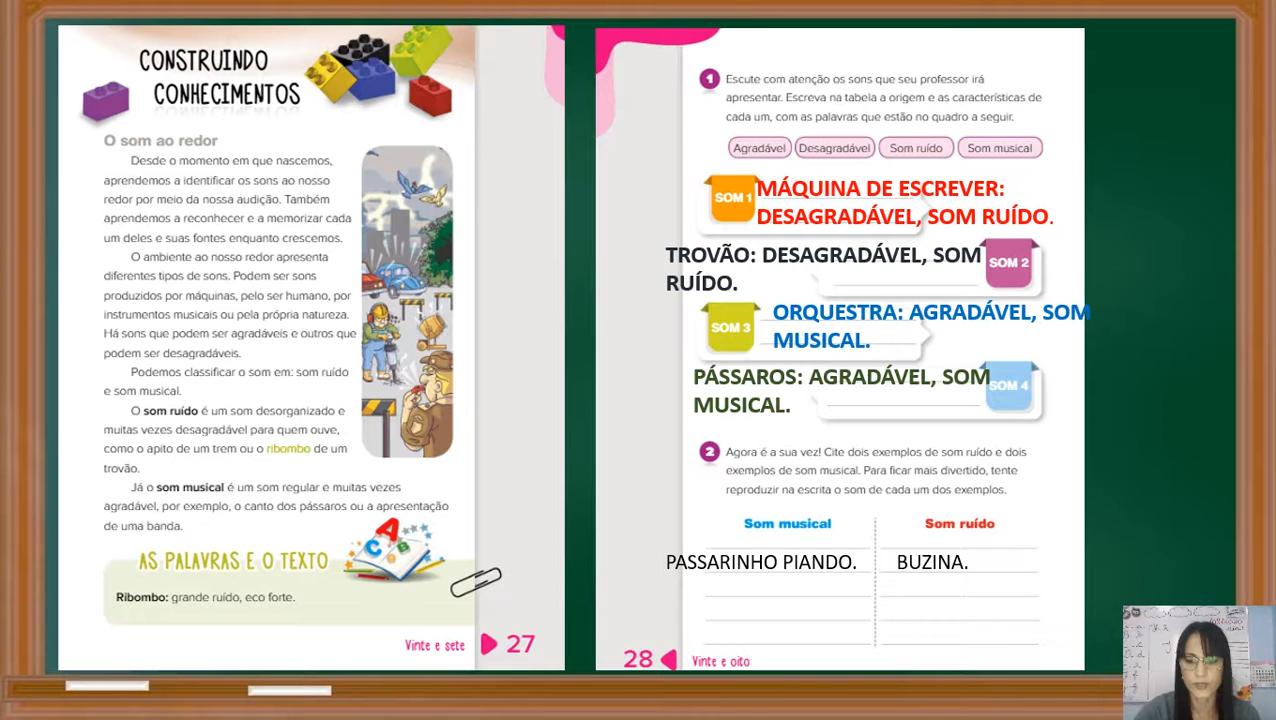 CONSTRUINDO
CONHECIMENTOS
O som ao redor
Desde o momento em que nascemos,
aprendemos a identificar os sons ao nosso
redor por meio da nossa audição. Também
aprendemos a reconhecer e a memorizar cada
um deles e suas fontes enquanto crescemos.
O ambiente ao nosso redor apresenta
diferentes tipos de sons. Podem ser sons
produzidos por máquinas, pelo ser humano, por
instrumentos musicais ou pela própria natureza.
Há sons que podem ser agradáveis e outros que
podem ser desagradáveis.
Podemos classificar o som em: som ruído
e som musical.
O som ruído é um som desorganizado e
muitas vezes desagradável para quem ouve,
como o apito de um trem ou o ribombo de um
trovão.
Já o som musical é um som regular e muitas vezes
agradável, por exemplo, o canto dos pássaros ou a apresentação
de uma banda.
AS PALAVRAS E O TEXTO
A
C
B
Ribombo: grande ruído, eco forte.
Vinte e sete 27
1 Escute com atenção os sons que seu professor irá
apresentar. Escreva na tabela a origem e as características de
cada um, com as palavras que estão no quadro a seguir.
Agradável Desagradável Som ruído Som musical
SOM 1 MÁQUINA DE ESCREVER:
DESAGRADÁVEL, SOM RUÍDO.
TROVÃO: DESAGRADÁVEL, SOM SOM 2
RUÍDO.
SOM 3 ORQUESTRA: AGRADÁVEL, SOM
MUSICAL.
PÁSSAROS: AGRADÁVEL, SOM SOM 4
MUSICAL.
2 Agora é a sua vez! Cite dois exemplos de som ruído e dois
exemplos de som musical. Para ficar mais divertido, tente
reproduzir na escrita o som de cada um dos exemplos.
Som musical Som ruído
PASSARINHO PIANDO. BUZINA.
28 Vinte e oito